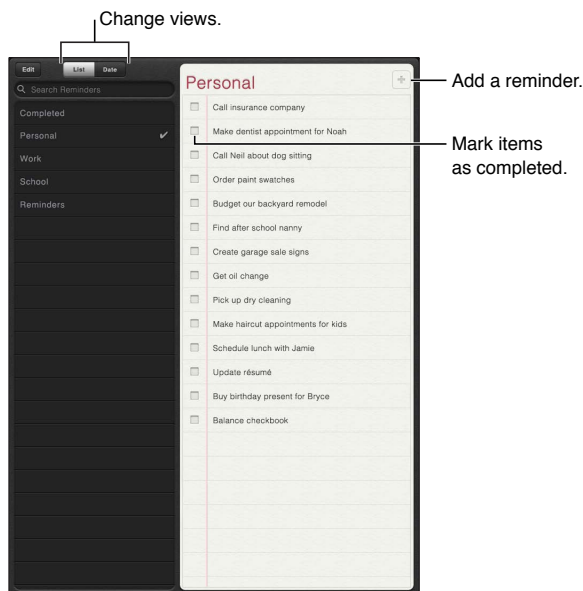 Change views.
Edit
List
Date
Search Reminders
Completed
Personal
Work
School
Reminders
Personal
Call insurance company
Make dentist appointment for Noah
Call Neil about dog sitting
Order paint swatches
Budget our backyard remodel
Find after school nanny
Create garage sale signs
Get oil change
Pick up dry cleaning
Make haircut appointments for kids
Schedule lunch with Jamie
Update résumé
Buy birthday present for Bryce
Balance checkbook
Add a reminder.
Mark items
as completed.